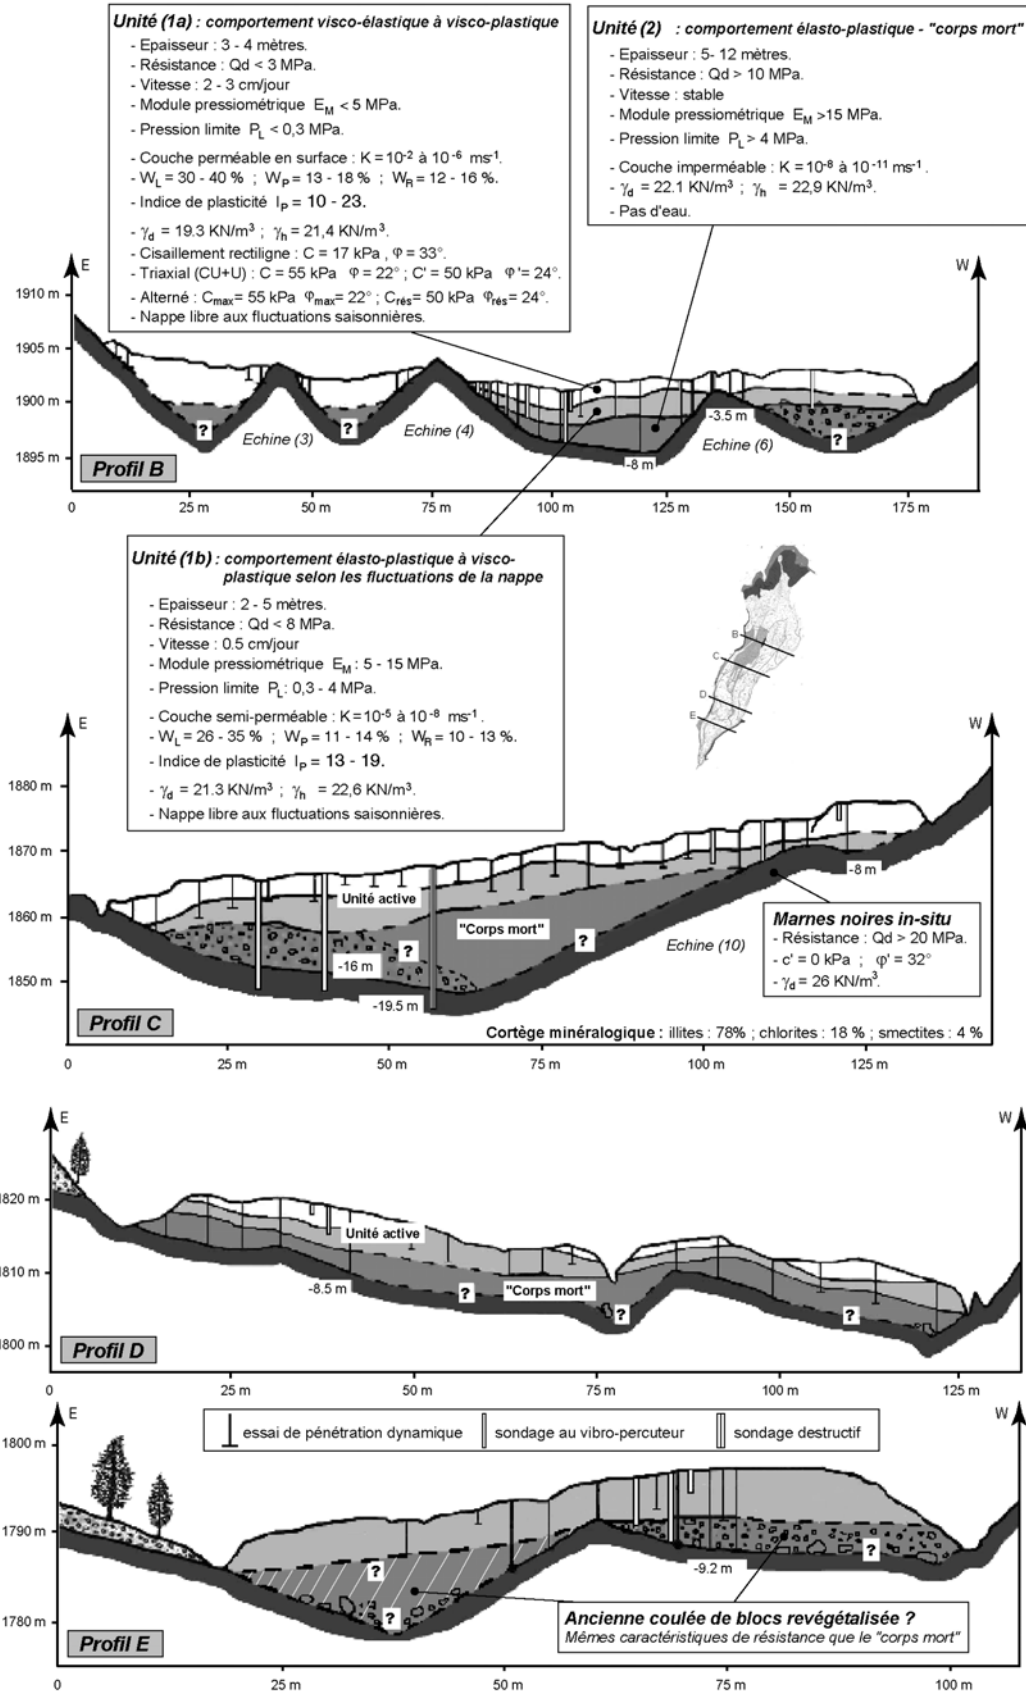 Unité (1a) : comportement visco-élastique à visco-plastique
- Epaisseur : 3 - 4 mètres.
- Résistance : Qd < 3 MPa.
- Vitesse : 2 - 3 cm/jour
- Module pressiométrique EM < 5 MPa.
- Pression limite PL < 0,3 MPa.
- Couche perméable en surface : K = 10-2 à 10-6 ms-1.
- WL = 30 - 40 % ; WP = 13 - 18 % ; WR = 12 - 16 %.
- Indice de plasticité IP = 10 - 23.
- γd = 19.3 KN/m3 ; γh = 21,4 KN/m3.
- Cisaillement rectiligne : C = 17 kPa , φ = 33°.
- Triaxial (CU+U) : C = 55 kPa φ = 22° ; C' = 50 kPa φ' = 24°.
- Alterné : Cmax = 55 kPa φmax = 22° ; Crés = 50 kPa φrés = 24°.
- Nappe libre aux fluctuations saisonnières.
Unité (2) : comportement élasto-plastique - "corps mort"
- Epaisseur : 5- 12 mètres.
- Résistance : Qd > 10 MPa.
- Vitesse : stable
- Module pressiométrique EM >15 MPa.
- Pression limite PL > 4 MPa.
- Couche imperméable : K = 10-8 à 10-11 ms-1 .
- γd = 22.1 KN/m3 ; γh = 22,9 KN/m3.
- Pas d'eau.
E
W
1910 m
1905 m
1900 m
1895 m
?
Echine (3)
?
Echine (4)
-8 m
-3.5 m
Echine (6)
?
Profil B
0
25 m
50 m
75 m
100 m
125 m
150 m
175 m
Unité (1b) : comportement élasto-plastique à visco-
plastique selon les fluctuations de la nappe
- Epaisseur : 2 - 5 mètres.
- Résistance : Qd < 8 MPa.
- Vitesse : 0.5 cm/jour
- Module pressiométrique EM : 5 - 15 MPa.
- Pression limite PL : 0,3 - 4 MPa.
- Couche semi-perméable : K = 10-5 à 10-8 ms-1 .
- WL = 26 - 35 % ; WP = 11 - 14 % ; WR = 10 - 13 %.
- Indice de plasticité IP = 13 - 19.
- γd = 21.3 KN/m3 ; γh = 22,6 KN/m3.
- Nappe libre aux fluctuations saisonnières.
B
C
D
E
E
W
1880 m
1870 m
1860 m
1850 m
Unité active
"Corps mort"
?
?
-16 m
-19.5 m
-8 m
Echine (10)
Marnes noires in-situ
- Résistance : Qd > 20 MPa.
- c' = 0 kPa ; φ' = 32°
- γd = 26 KN/m3.
Profil C
Cortège minéralogique : illites : 78% ; chlorites : 18 % ; smectites : 4 %
0
25 m
50 m
75 m
100 m
125 m
E
W
1820 m
1810 m
1800 m
Unité active
-8.5 m
?
"Corps mort"
?
?
Profil D
0
25 m
50 m
75 m
100 m
125 m
E
W
essai de pénétration dynamique
sondage au vibro-percuteur
sondage destructif
1800 m
1790 m
1780 m
?
?
?
-9.2 m
Ancienne coulée de blocs revégétalisée ?
Mêmes caractéristiques de résistance que le "corps mort"
Profil E
0
25 m
50 m
75 m
100 m